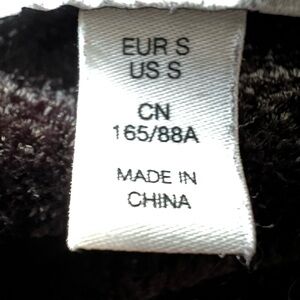 EUR S
US S
CN
165/88A
MADE IN
CHINA